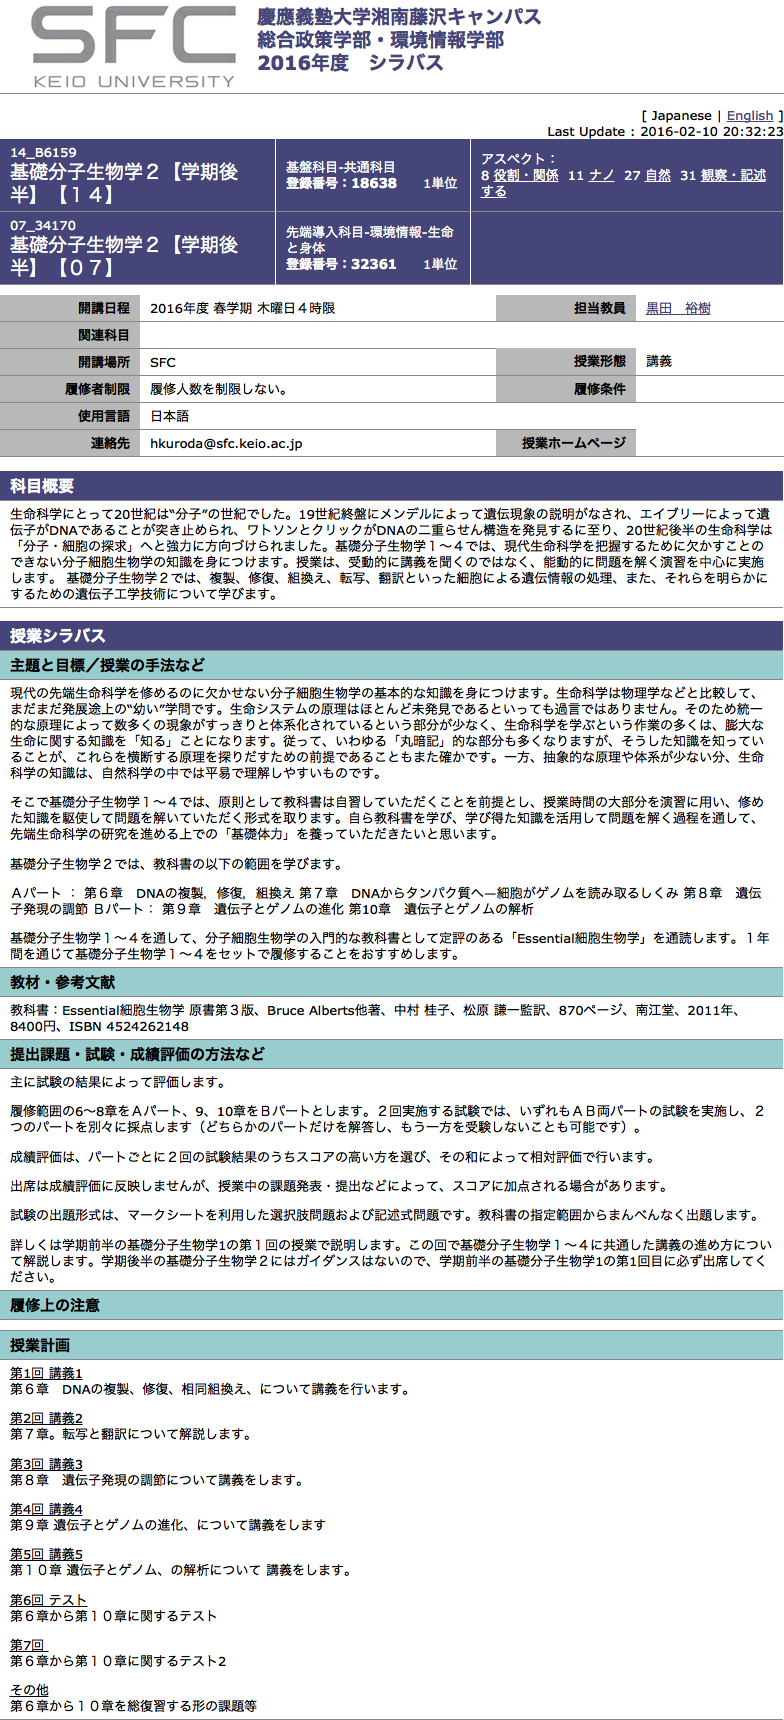 SFC
KEIO UNIVERSITY
慶應義塾大学湘南藤沢キャンパス
総合政策学部・環境情報学部
2016年度　シラバス
[ Japanese | English ]
Last Update : 2016-02-10 20:32:23
14_B6159
基礎分子生物学２【学期後
半】【１４】
基盤科目-共通科目
登録番号：18638 1単位
アスペクト：
8 役割・関係 11 ナノ 27 自然 31 観察・記述
する
07_34170
基礎分子生物学２【学期後
半】【０７】
先端導入科目-環境情報-生命
と身体
登録番号：32361 1単位
開講日程 2016年度 春学期 木曜日４時限 担当教員 黒田　裕樹
関連科目
開講場所 SFC 授業形態 講義
履修者制限 履修人数を制限しない。 履修条件
使用言語 日本語
連絡先 hkuroda@sfc.keio.ac.jp 授業ホームページ
科目概要
生命科学にとって20世紀は“分子”の世紀でした。19世紀終盤にメンデルによって遺伝現象の説明がなされ、エイブリーによって遺
伝子がDNAであることが突き止められ、ワトソンとクリックがDNAの二重らせん構造を発見するに至り、20世紀後半の生命科学は
「分子・細胞の探求」へと強力に方向づけられました。基礎分子生物学１〜４では、現代生命科学を把握するために欠かすことの
できない分子細胞生物学の知識を身につけます。授業は、受動的に講義を聞くのではなく、能動的に問題を解く演習を中心に実施
します。 基礎分子生物学２では、複製、修復、組換え、転写、翻訳といった細胞による遺伝情報の処理、また、それらを明らかに
するための遺伝子工学技術について学びます。
授業シラバス
主題と目標／授業の手法など
現代の先端生命科学を修めるのに欠かせない分子細胞生物学の基本的な知識を身につけます。生命科学は物理学などと比較して、
まだまだ発展途上の“幼い”学問です。生命システムの原理はほとんど未発見であるといっても過言ではありません。そのため統一
的な原理によって数多くの現象がすっきりと体系化されているという部分が少なく、生命科学を学ぶという作業の多くは、膨大な
生命に関する知識を「知る」ことになります。従って、いわゆる「丸暗記」的な部分も多くなりますが、そうした知識を知ってい
ることが、これらを横断する原理を探りだすための前提であることもまた確かです。一方、抽象的な原理や体系が少ない分、生命
科学の知識は、自然科学の中では平易で理解しやすいものです。
そこで基礎分子生物学１〜４では、原則として教科書は自習していただくことを前提とし、授業時間の大部分を演習に用い、修め
た知識を駆使して問題を解いていただく形式を取ります。自ら教科書を学び、学び得た知識を活用して問題を解く過程を通して、
先端生命科学の研究を進める上での「基礎体力」を養っていただきたいと思います。
基礎分子生物学２では、教科書の以下の範囲を学びます。
Ａパート ： 第６章　DNAの複製，修復，組換え 第７章　DNAからタンパク質へ―細胞がゲノムを読み取るしくみ 第８章　遺伝
子発現の調節 Ｂパート： 第９章　遺伝子とゲノムの進化 第10章　遺伝子とゲノムの解析
基礎分子生物学１〜４を通して、分子細胞生物学の入門的な教科書として定評のある「Essential細胞生物学」を通読します。１年
間を通じて基礎分子生物学１〜４をセットで履修することをおすすめします。
教材・参考文献
教科書：Essential細胞生物学 原書第３版、Bruce Alberts他著、中村 桂子、松原 謙一監訳、870ページ、南江堂、2011年、
8400円、ISBN 4524262148
提出課題・試験・成績評価の方法など
主に試験の結果によって評価します。
履修範囲の6〜8章をＡパート、9、10章をＢパートとします。２回実施する試験では、いずれもＡＢ両パートの試験を実施し、２
つのパートを別々に採点します（どちらかのパートだけを解答し、もう一方を受験しないことも可能です）。
成績評価は、パートごとに２回の試験結果のうちスコアの高い方を選び、その和によって相対評価で行います。
出席は成績評価に反映しませんが、授業中の課題発表・提出などによって、スコアに加点される場合があります。
試験の出題形式は、マークシートを利用した選択肢問題および記述式問題です。教科書の指定範囲からまんべんなく出題します。
詳しくは学期前半の基礎分子生物学1の第１回の授業で説明します。この回で基礎分子生物学１〜４に共通した講義の進め方につい
て解説します。学期後半の基礎分子生物学２にはガイダンスはないので、学期前半の基礎分子生物学1の第1回目に必ず出席してく
ださい。
履修上の注意
授業計画
第1回 講義1
第６章　DNAの複製、修復、相同組換え、について講義を行います。
第2回 講義2
第７章。転写と翻訳について解説します。
第3回 講義3
第８章　遺伝子発現の調節について講義をします。
第4回 講義4
第９章 遺伝子とゲノムの進化、について講義をします
第5回 講義5
第１０章 遺伝子とゲノム、の解析について 講義をします。
第6回 テスト
第６章から第１０章に関するテスト
第7回
第６章から第１０章に関するテスト2
その他
第６章から１０章を総復習する形の課題等